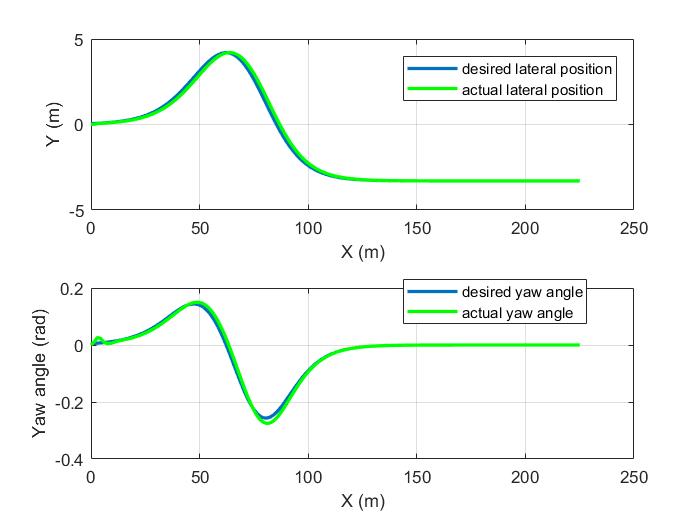 5
desired lateral position
actual lateral position
Y (m)
0
-5
0
50
100
150
200
250
X (m)
0.2
desired yaw angle
actual yaw angle
Yaw angle (rad)
0
-0.2
-0.4
0
50
100
150
200
250
X (m)